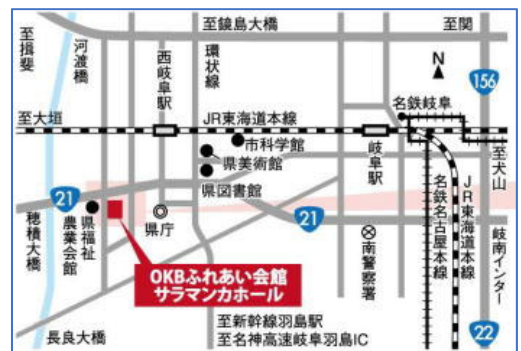 至鏡島大橋
至関
至揖斐
河渡橋
西岐阜駅
環状線
N
156
名鉄岐阜
至大垣
JR東海道本線
市科学館
県美術館
県図書館
岐阜駅
至犬山
21
穂積大橋
県福祉
農業会館
県庁
21
南警察署
名鉄名古屋本線
JR東海道本線
岐南インター
OKBふれあい会館
サラマンカホール
長良大橋
至新幹線羽島駅
至名神高速岐阜羽島IC
22